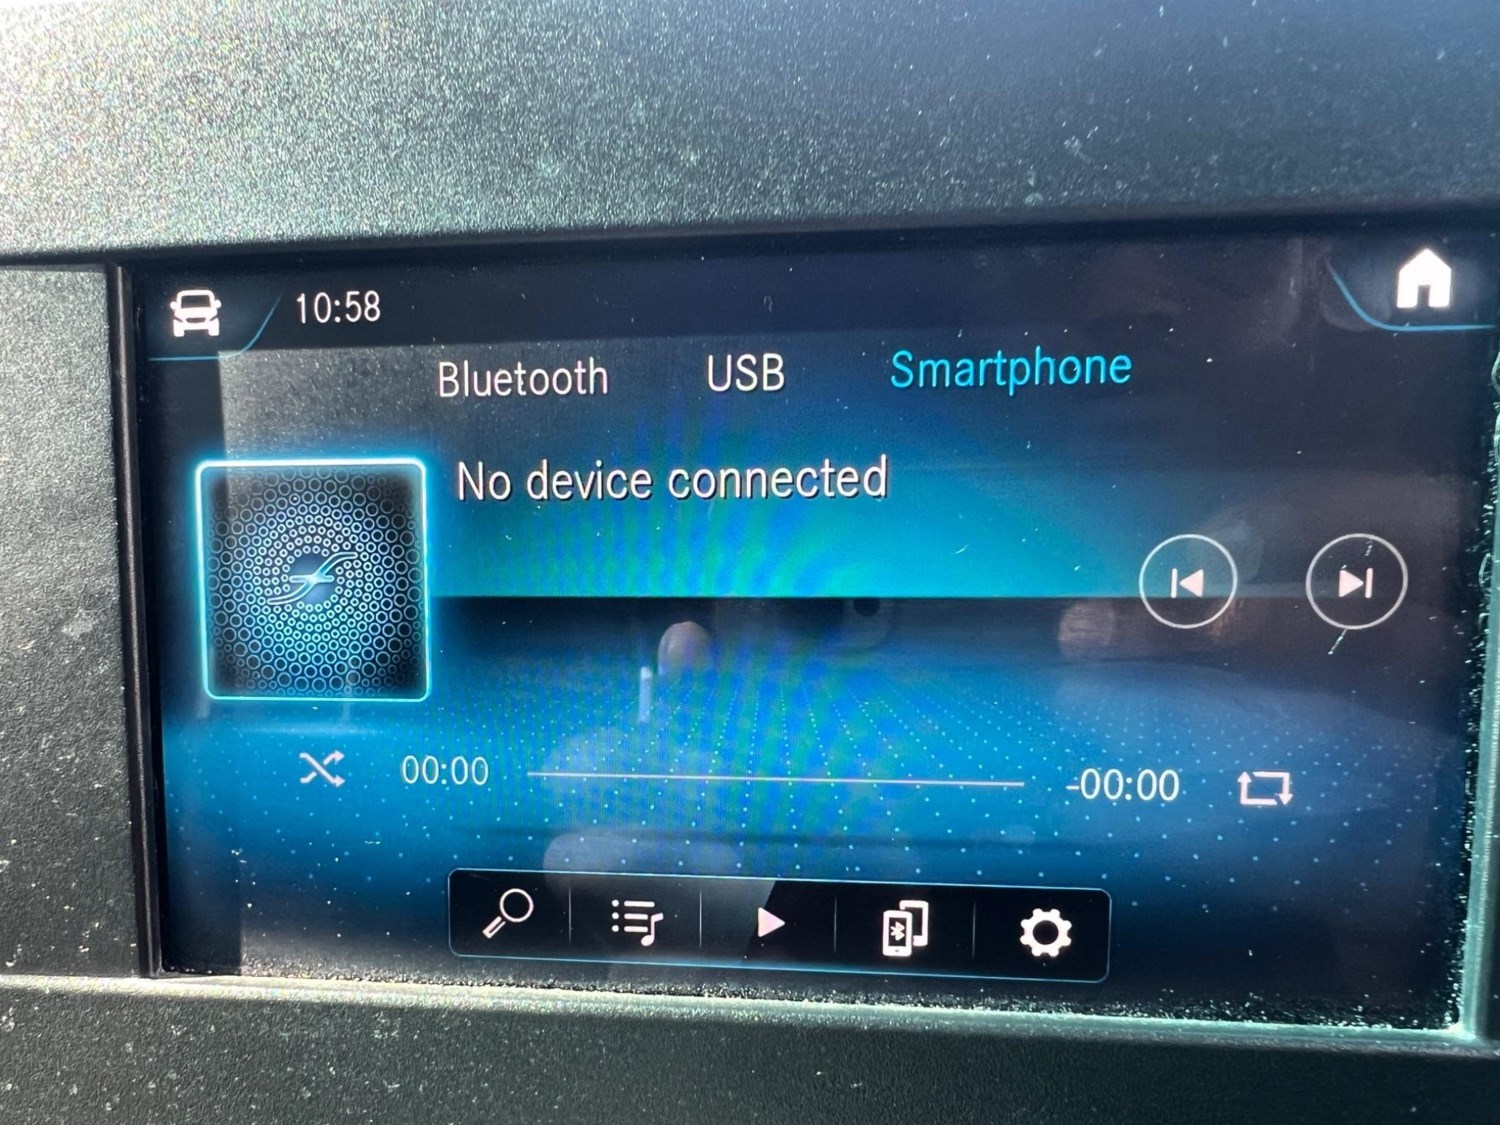 10:58
Bluetooth USB Smartphone
No device connected
00:00 -00:00